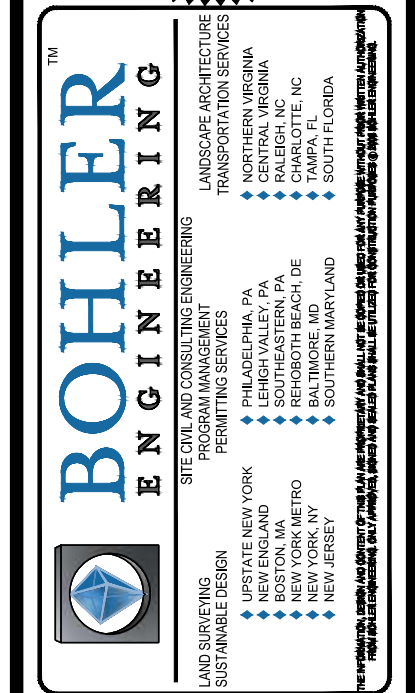 BOHLER™
ENGINEERING
SITE CIVIL AND CONSULTING ENGINEERING
LAND SURVEYING
PROGRAM MANAGEMENT
LANDSCAPE ARCHITECTURE
SUSTAINABLE DESIGN
PERMITTING SERVICES
TRANSPORTATION SERVICES
UPSTATE NEW YORK
NEW ENGLAND
BOSTON, MA
NEW YORK METRO
NEW YORK, NY
NEW JERSEY
PHILADELPHIA, PA
LEHIGH VALLEY, PA
SOUTHEASTERN, PA
REHOBOTH BEACH, DE
BALTIMORE, MD
SOUTHERN MARYLAND
NORTHERN VIRGINIA
CENTRAL VIRGINIA
RALEIGH, NC
CHARLOTTE, NC
TAMPA, FL
SOUTH FLORIDA
THE INFORMATION, DESIGN AND CONTENT OF THIS PLAN ARE PROPRIETARY AND SHALL NOT BE COPIED OR USED FOR ANY PURPOSE WITHOUT PRIOR WRITTEN AUTHORIZATION
FROM BOHLER ENGINEERING. ONLY APPROVED, SIGNED AND SEALED PLANS SHALL BE UTILIZED FOR CONSTRUCTION PURPOSES © BOHLER ENGINEERING.